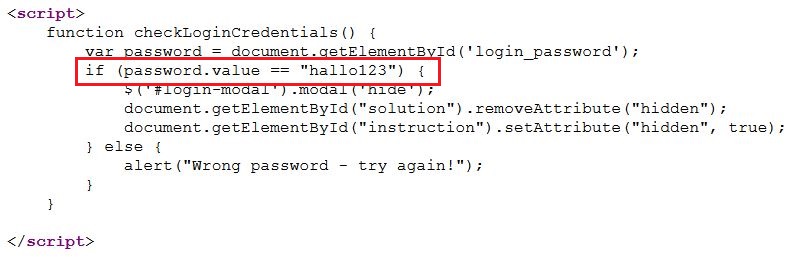 <script>
function checkLoginCredentials() {
var password = document.getElementById('login_password');
if (password.value == "hallo123") {
$('#login-modal').modal('hide');
document.getElementById("solution").removeAttribute("hidden");
document.getElementById("instruction").setAttribute("hidden", true);
} else {
alert("Wrong password - try again!");
}
}
</script>